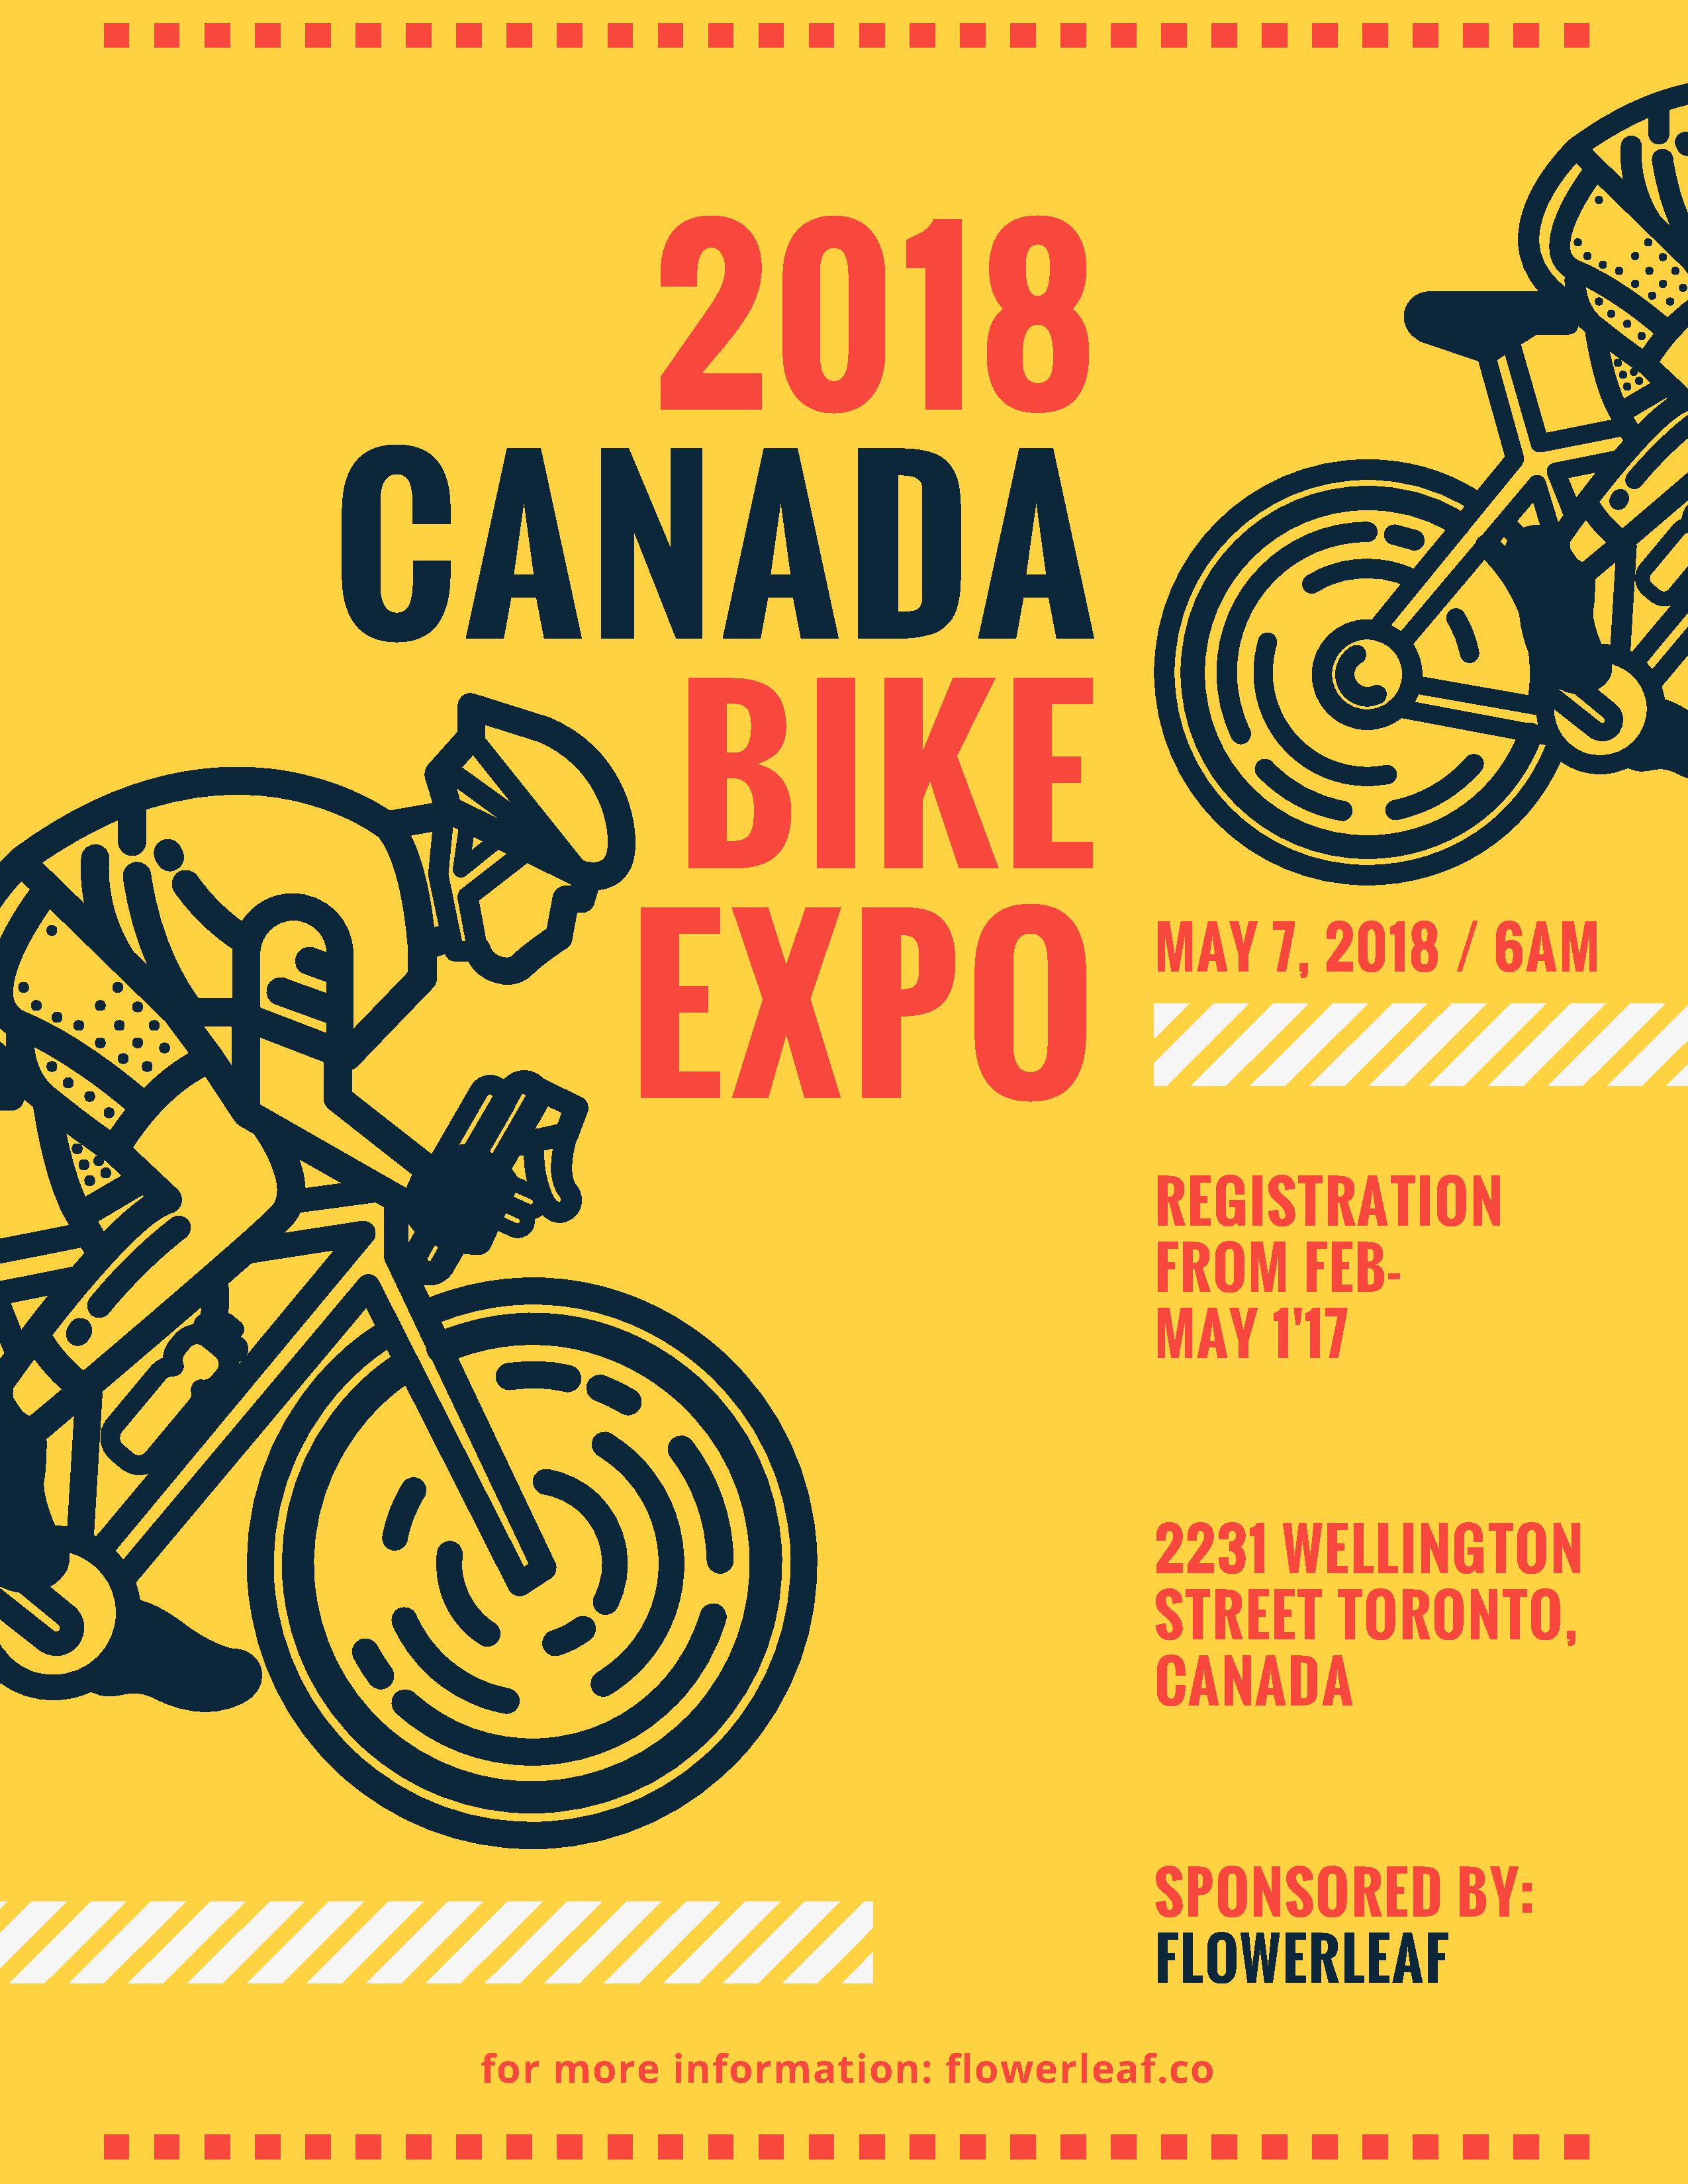 2018
CANADA
BIKE
EXPO
MAY 7, 2018 / 6AM
REGISTRATION
FROM FEB-
MAY 1'17
2231 WELLINGTON
STREET TORONTO,
CANADA
SPONSORED BY:
FLOWERLEAF
for more information: flowerleaf.co